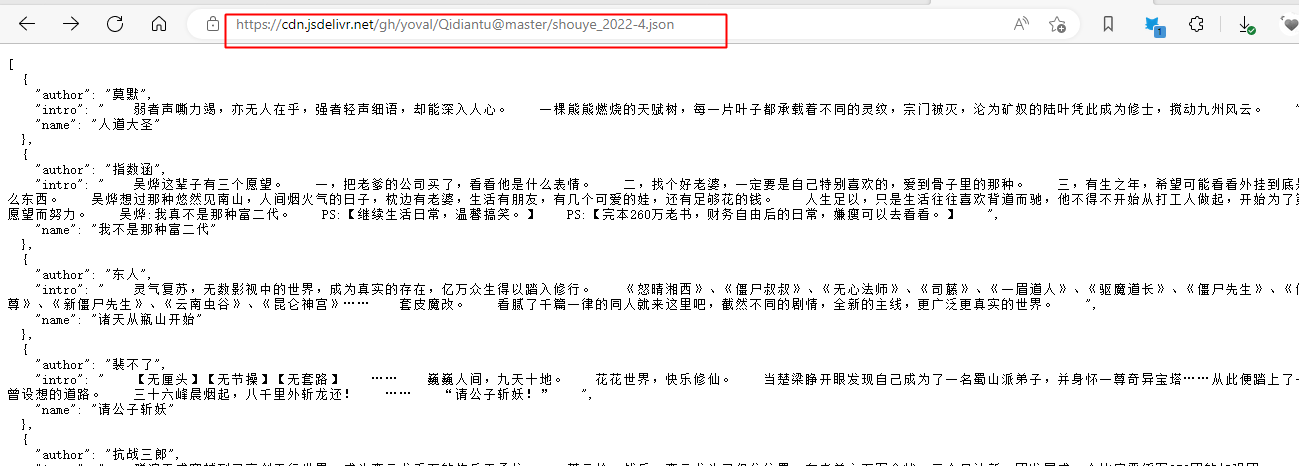 https://cdn.jsdelivr.net/gh/yoval/Qidiantu@master/shouye_2022-4.json
1
[
{
"author": "莫默",
"intro": " 弱者声嘶力竭，亦无人在乎，强者轻声细语，却能深入人心。 一棵熊熊燃烧的天赋树，每一片叶子都承载着不同的灵纹，宗门被灭，沦为矿奴的陆叶凭此成为修士，搅动九州风云。 "
"name": "人道大圣"
},
{
"author": "指数涵",
"intro": " 吴烨这辈子有三个愿望。 一，把老爹的公司买了，看看他是什么表情。 二，找个好老婆，一定要是自己特别喜欢的，爱到骨子里的那种。 三，有生之年，希望可能看看外挂到底是
么东西。 吴烨想过那种悠然见南山，人间烟火气的日子，枕边有老婆，生活有朋友，有几个可爱的娃，还有足够花的钱。 人生足以，只是生活往往喜欢背道而驰，他不得不开始从打工人做起，开始为了
愿望而努力。 吴烨:我真不是那种富二代。 PS:【继续生活日常，温馨搞笑。】 PS:【完本260万老书，财务自由后的日常，嫌瘦可以去看看。】 ",
"name": "我不是那种富二代"
},
{
"author": "东人",
"intro": " 灵气复苏，无数影视中的世界，成为真实的存在，亿万众生得以踏入修行。 《怒晴湘西》、《僵尸叔叔》、《无心法师》、《司藤》、《一眉道人》、《驱魔道长》、《僵尸先生》、《
尊》、《新僵尸先生》、《云南虫谷》、《昆仑神宫》…… 套皮魔改。 看腻了千篇一律的同人就来这里吧，截然不同的剧情，全新的主线，更广泛更真实的世界。 ",
"name": "诸天从瓶山开始"
},
{
"author": "裴不了",
"intro": " 【无厘头】【无节操】【无套路】 …… 巍巍人间，九天十地。 花花世界，快乐修仙。 当楚梁睁开眼发现自己成为了一名蜀山派弟子，并身怀一尊奇异宝塔……从此便踏上了一
曾设想的道路。 三十六峰晨烟起，八千里外斩龙还！ …… “请公子斩妖！” ",
"name": "请公子斩妖"
},
{
"author": "抗战三郎",